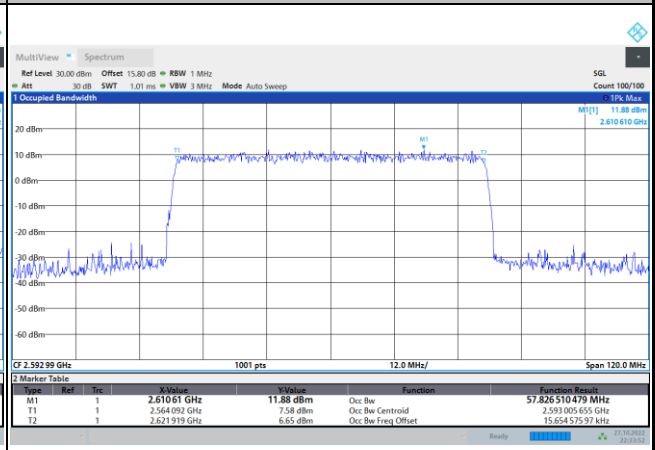 MultiView Spectrum
Ref Level 30.00 dBm Offset 15.80 dB RBW 1 MHz SGL
Att 30 dB SWT 1.01 ms VBW 3 MHz Mode Auto Sweep Count 100/100
1 Occupied Bandwidth 1Pk Max
M1[1] 11.88 dBm
2.610 610 GHz
20 dBm
M1
T1
T2
10 dBm
0 dBm
-10 dBm
-20 dBm
-30 dBm
-40 dBm
-50 dBm
-60 dBm
CF 2.592 99 GHz 1001 pts 12.0 MHz/ Span 120.0 MHz
2 Marker Table
Type Ref Trc X-Value Y-Value Function Function Result
M1 1 2.610 61 GHz 11.88 dBm Occ Bw 57.826 510 479 MHz
T1 1 2.564 092 GHz 7.58 dBm Occ Bw Centroid 2.593 005 655 GHz
T2 1 2.621 919 GHz 6.65 dBm Occ Bw Freq Offset 15.654 575 97 kHz
Ready 27.10.2022
22:33:52